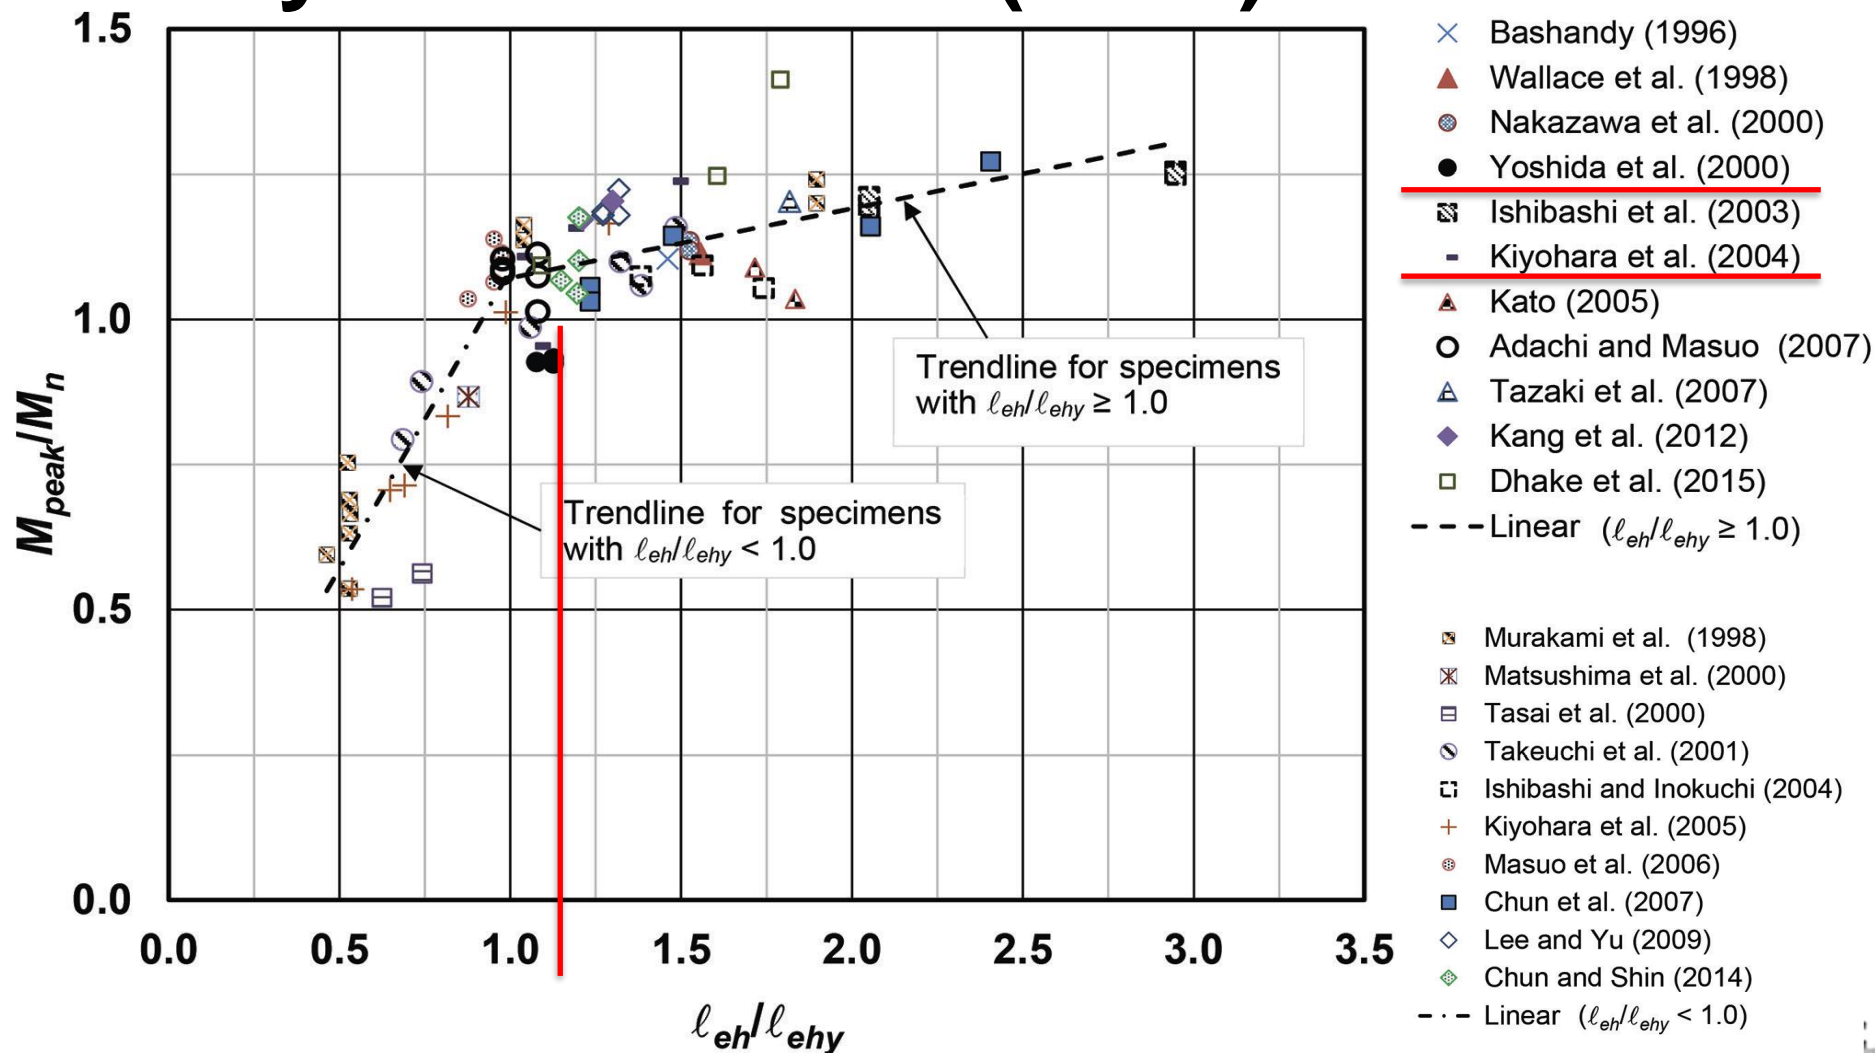 1.5
1.0
0.5
0.0
0.0 0.5 1.0 1.5 2.0 2.5 3.0 3.5
Mpeak/Mn
ℓeh/ℓehy
Trendline for specimens
with ℓeh/ℓehy ≥ 1.0
Trendline for specimens
with ℓeh/ℓehy < 1.0
Bashandy (1996)
Wallace et al. (1998)
Nakazawa et al. (2000)
Yoshida et al. (2000)
Ishibashi et al. (2003)
Kiyohara et al. (2004)
Kato (2005)
Adachi and Masuo (2007)
Tazaki et al. (2007)
Kang et al. (2012)
Dhake et al. (2015)
Linear (ℓeh/ℓehy ≥ 1.0)
Murakami et al. (1998)
Matsushima et al. (2000)
Tasai et al. (2000)
Takeuchi et al. (2001)
Ishibashi and Inokuchi (2004)
Kiyohara et al. (2005)
Masuo et al. (2006)
Chun et al. (2007)
Lee and Yu (2009)
Chun and Shin (2014)
Linear (ℓeh/ℓehy < 1.0)